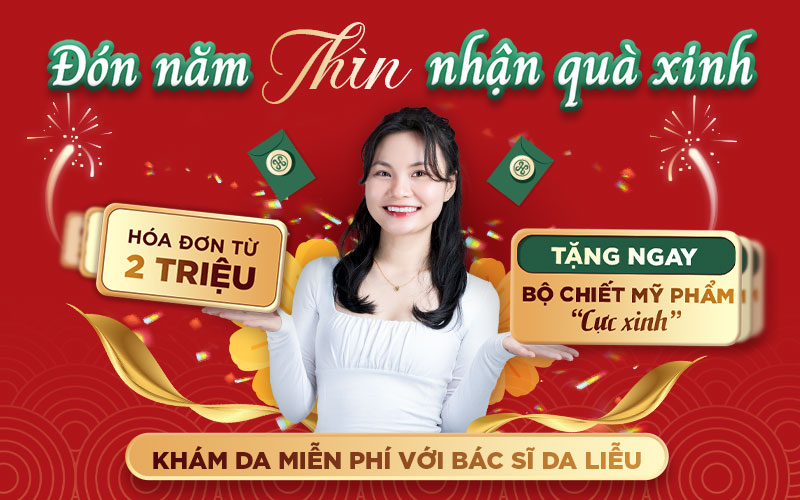 Đón năm Thìn nhận quà xinh
HÓA ĐƠN TỪ
2 TRIỆU
TẶNG NGAY
BỘ CHIẾT MỸ PHẨM
"Cực xinh"
KHÁM DA MIỄN PHÍ VỚI BÁC SĨ DA LIỄU